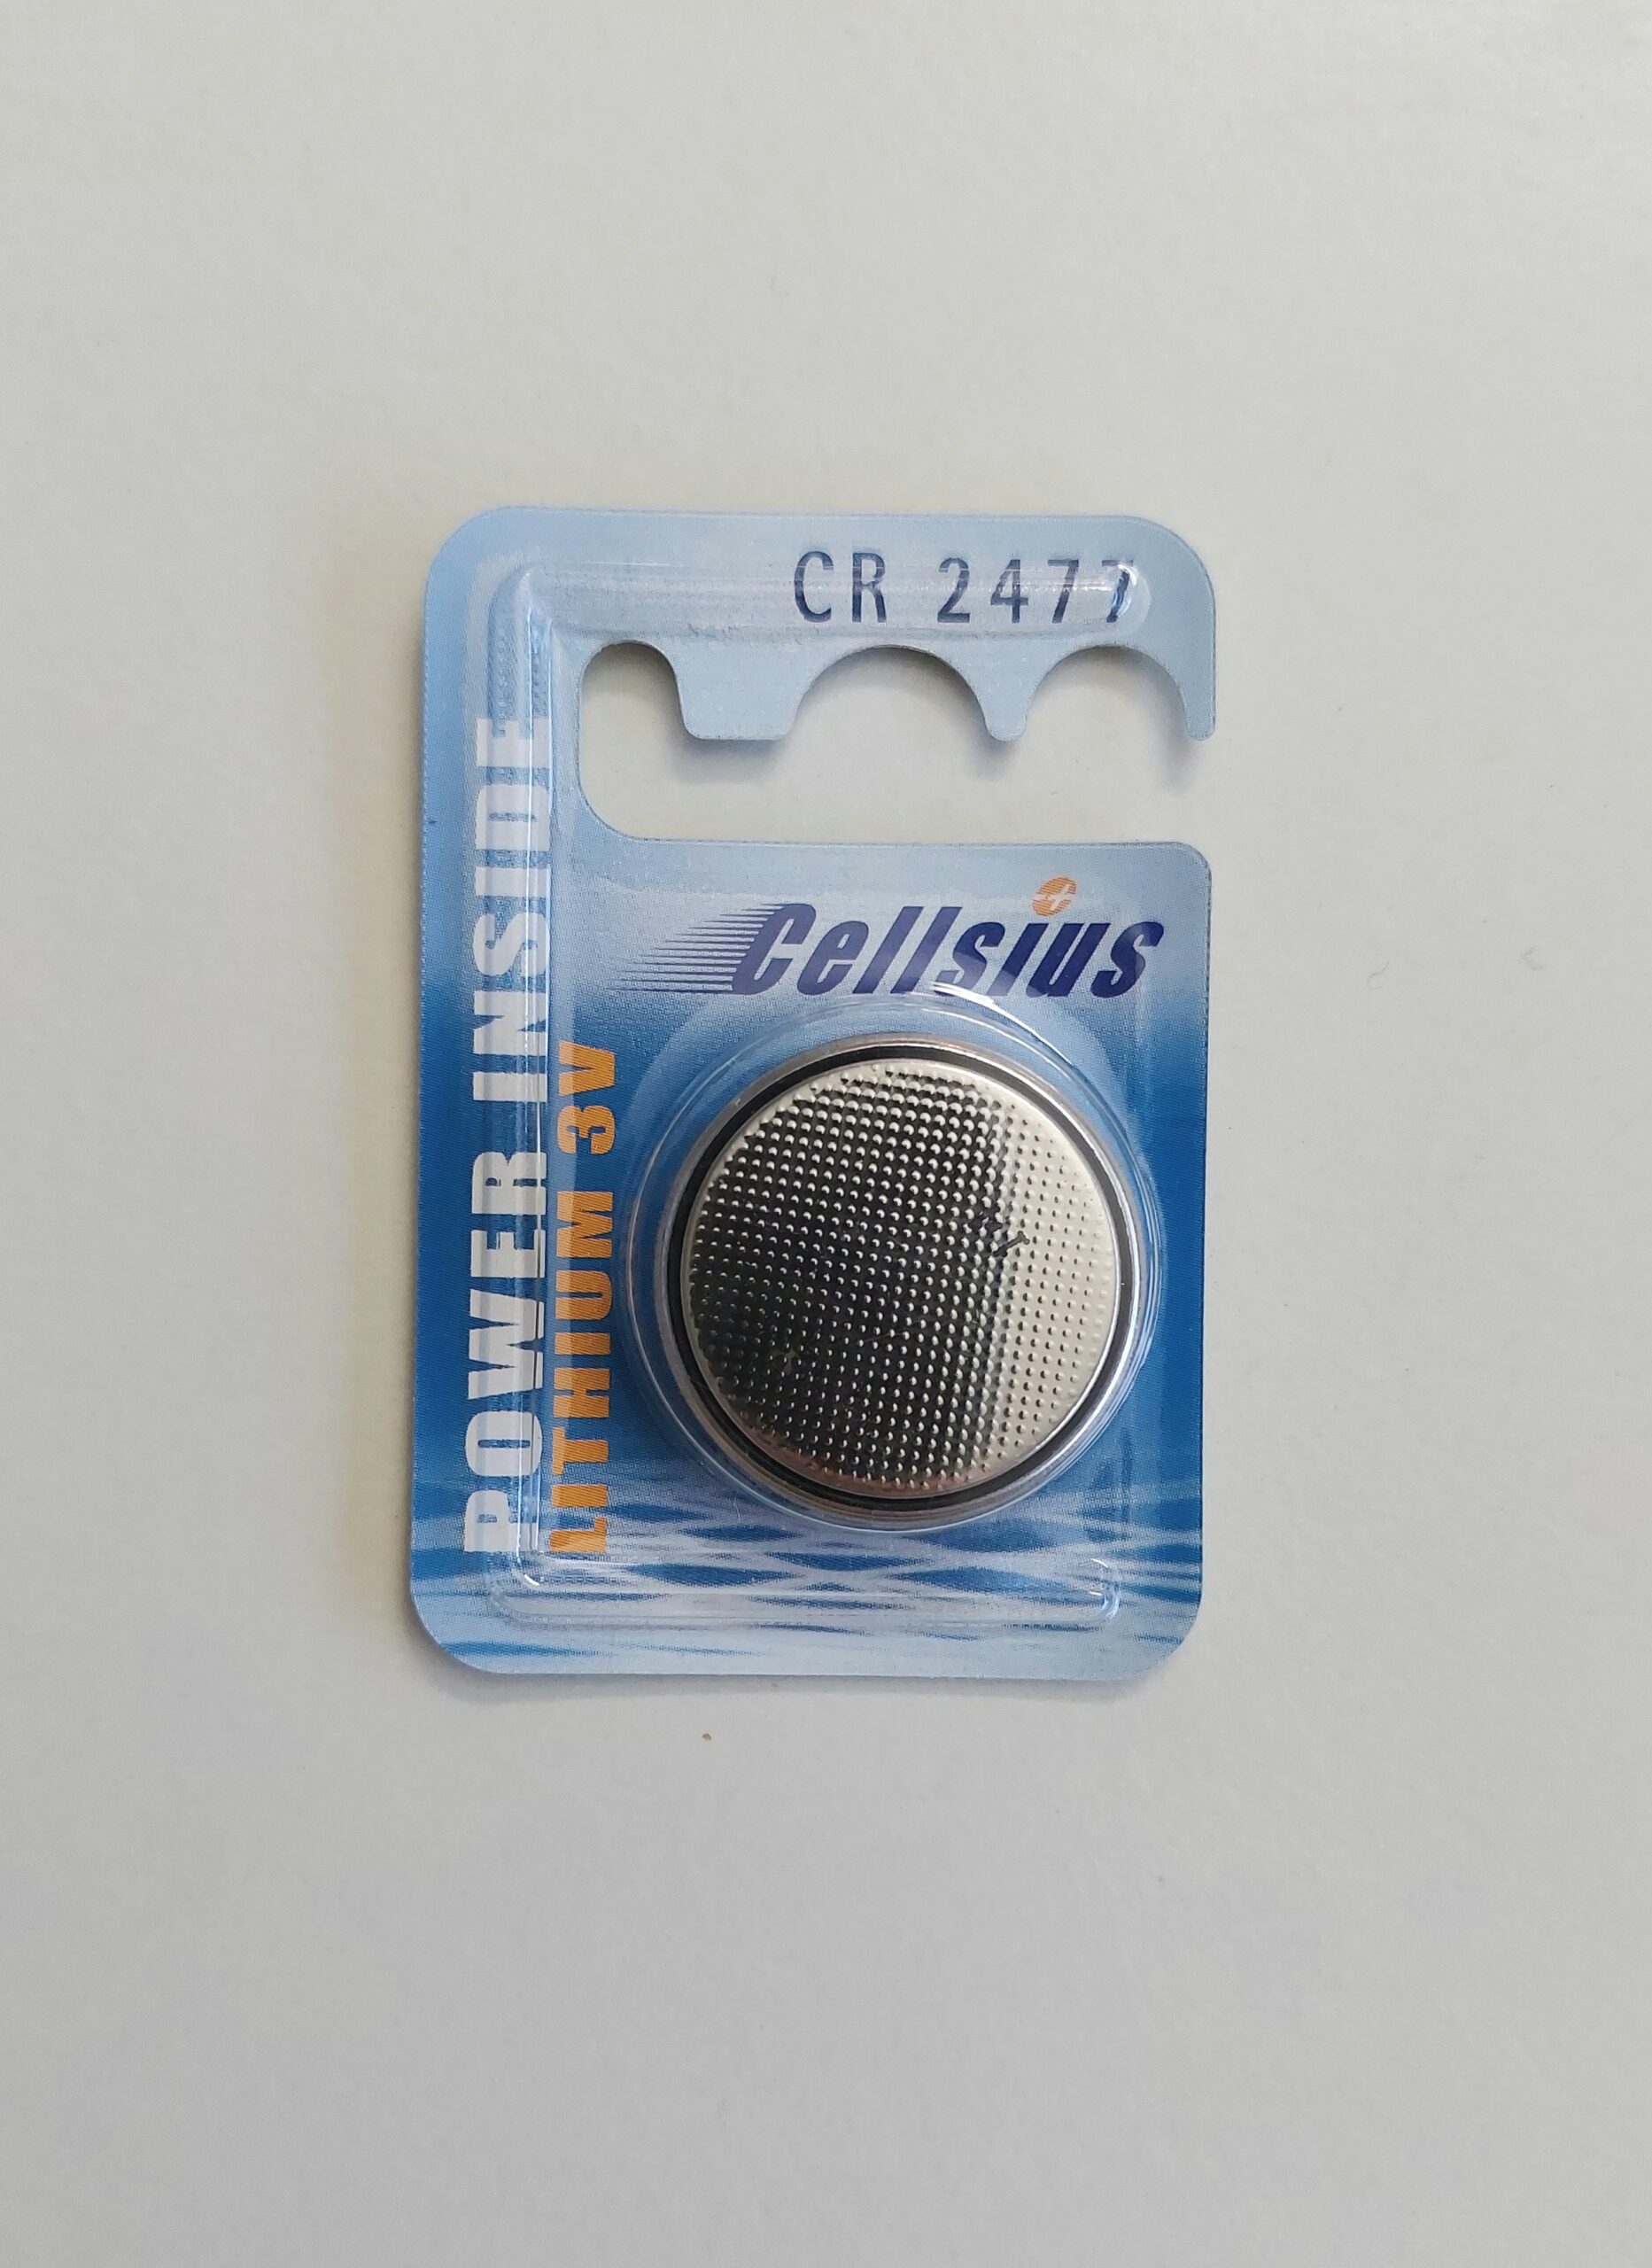 CR 2477
Cellsius
POWER INSIDE
LITHIUM 3V